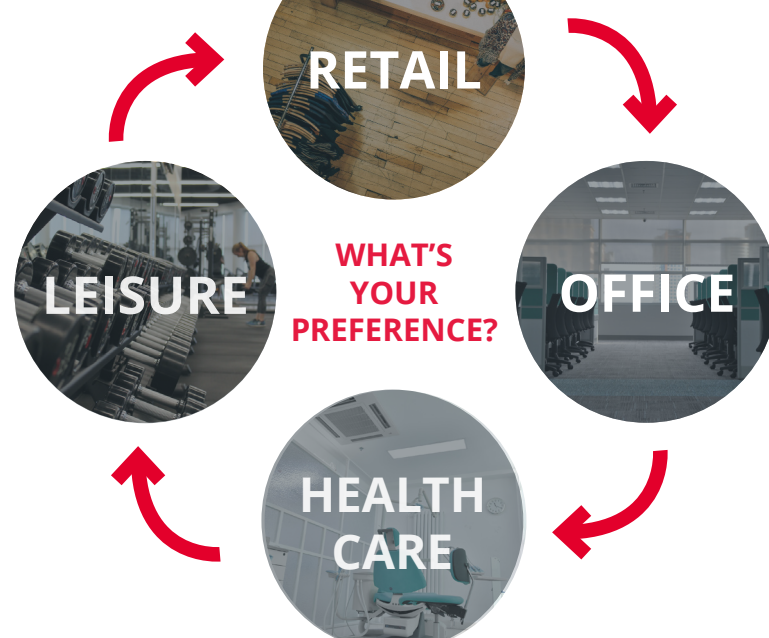 RETAIL
LEISURE
WHAT'S
YOUR
PREFERENCE?
OFFICE
HEALTH
CARE